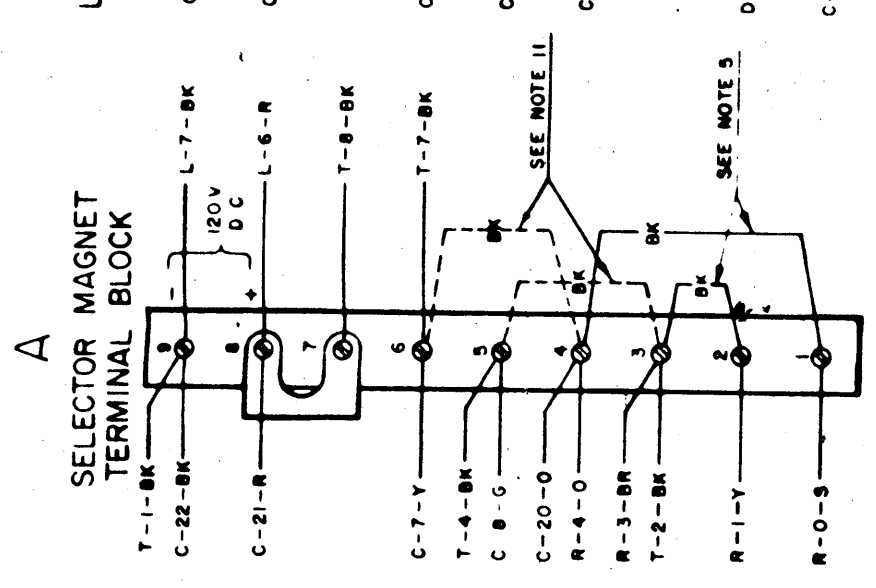 A
SELECTOR MAGNET
TERMINAL BLOCK
T-1-BK
C-22-BK
9
-
L-7-BK
120V
DC
C-21-R
8
+
L-6-R
7
T-8-BK
C-7-Y
6
T-7-BK
T-4-BK
C 8-G
5
BK
SEE NOTE 11
C-20-O
R-4-O
4
BK
BK
R-3-BR
T-2-BK
3
BK
SEE NOTE 5
R-1-Y
2
R-0-S
1